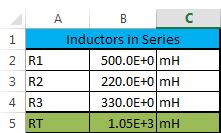 A B C
1 Inductors in Series
2 R1 500.0E+0 mH
3 R2 220.0E+0 mH
4 R3 330.0E+0 mH
5 RT 1.05E+3 mH